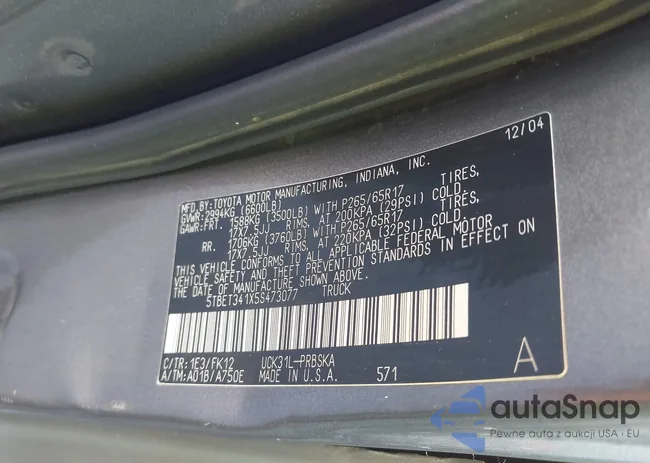 12/04
MFD.BY:TOYOTA MOTOR MANUFACTURING, INDIANA, INC.
GVWR:2994KG (6600LB)
GAWR:FRT. 1588KG (3500LB) WITH P265/65R17 TIRES,
17X7.5JJ RIMS, AT 200KPA (29PSI) COLD.
RR. 1706KG (3760LB) WITH P265/65R17 TIRES,
17X7.5JJ RIMS, AT 220KPA (32PSI) COLD.
THIS VEHICLE CONFORMS TO ALL APPLICABLE FEDERAL MOTOR
VEHICLE SAFETY AND THEFT PREVENTION STANDARDS IN EFFECT ON
THE DATE OF MANUFACTURE SHOWN ABOVE.
5TBET341X5S473077 TRUCK
C/TR: 1E3/FK12 UCK31L-PRBSKA
A/TM: A01B/A750E MADE IN U.S.A. 571
A
autaSnap
Pewne auta z aukcji USA i EU